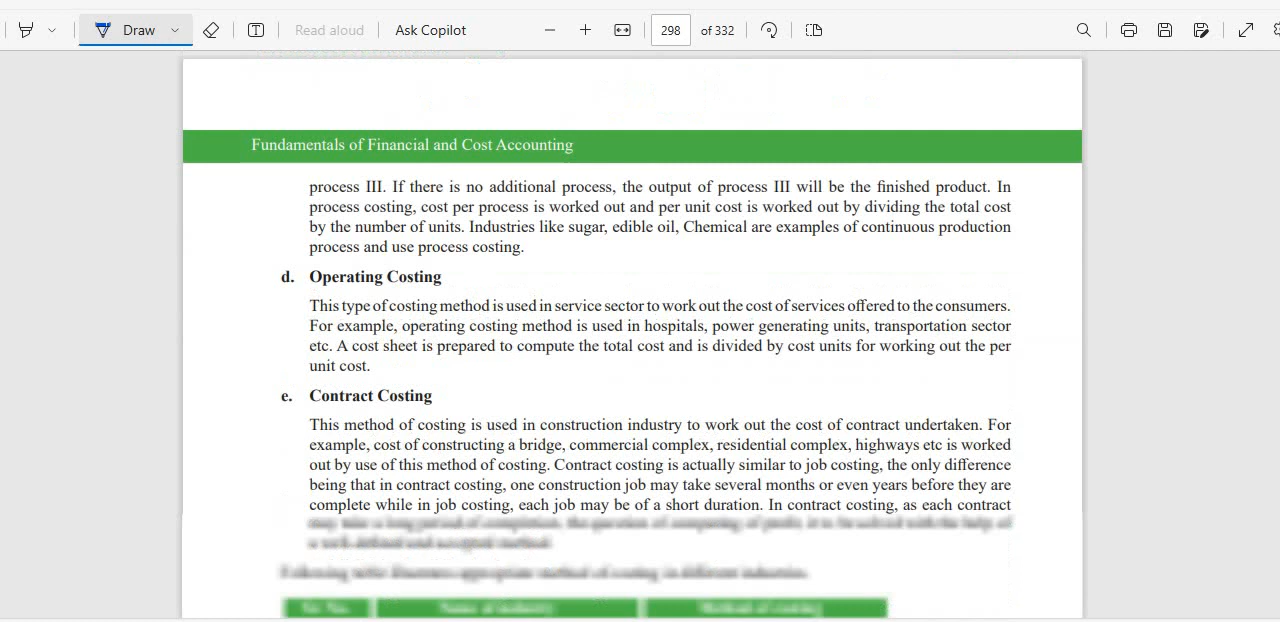 Draw
Read aloud
Ask Copilot
298
of 332
Fundamentals of Financial and Cost Accounting
process III. If there is no additional process, the output of process III will be the finished product. In
process costing, cost per process is worked out and per unit cost is worked out by dividing the total cost
by the number of units. Industries like sugar, edible oil, Chemical are examples of continuous production
process and use process costing.
d. Operating Costing
This type of costing method is used in service sector to work out the cost of services offered to the consumers.
For example, operating costing method is used in hospitals, power generating units, transportation sector
etc. A cost sheet is prepared to compute the total cost and is divided by cost units for working out the per
unit cost.
e. Contract Costing
This method of costing is used in construction industry to work out the cost of contract undertaken. For
example, cost of constructing a bridge, commercial complex, residential complex, highways etc is worked
out by use of this method of costing. Contract costing is actually similar to job costing, the only difference
being that in contract costing, one construction job may take several months or even years before they are
complete while in job costing, each job may be of a short duration. In contract costing, as each contract